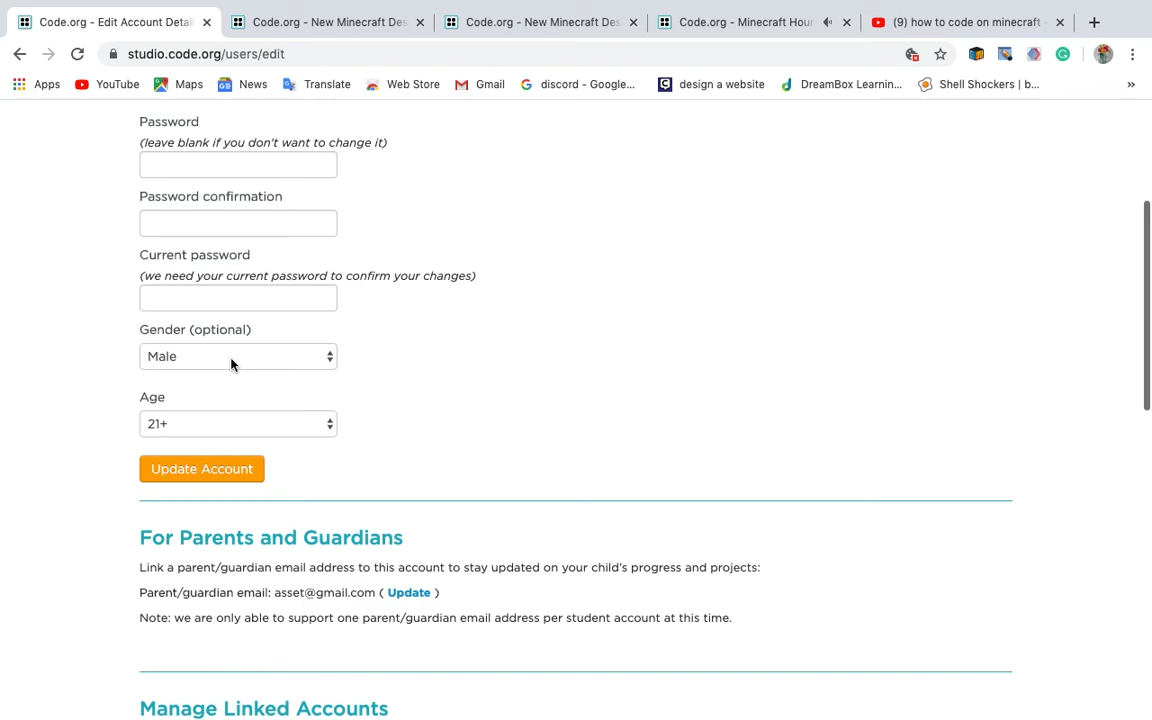 Code.org - Edit Account Detai
Code.org - New Minecraft Des
Code.org - New Minecraft Des
Code.org - Minecraft Hour
(9) how to code on minecraft -
studio.code.org/users/edit
Apps
YouTube
Maps
News
Translate
Web Store
Gmail
discord - Google...
design a website
DreamBox Learnin...
Shell Shockers | b...
»
Password
(leave blank if you don't want to change it)
Password confirmation
Current password
(we need your current password to confirm your changes)
Gender (optional)
Male
Age
21+
Update Account
For Parents and Guardians
Link a parent/guardian email address to this account to stay updated on your child's progress and projects:
Parent/guardian email: asset@gmail.com ( Update )
Note: we are only able to support one parent/guardian email address per student account at this time.
Manage Linked Accounts